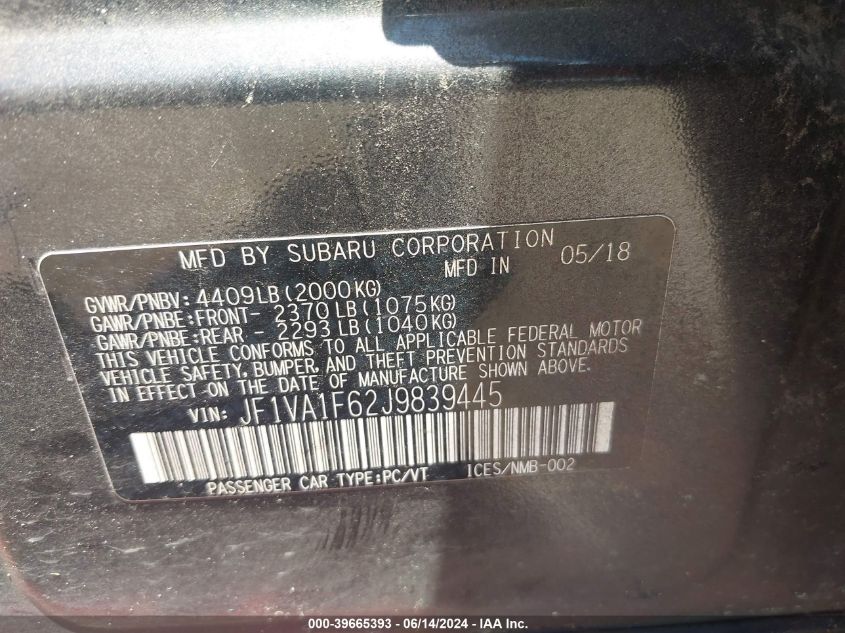 MFD BY SUBARU CORPORATION
MFD IN 05/18
GVWR/PNBV: 4409LB(2000KG)
GAWR/PNBE:FRONT- 2370LB(1075KG)
GAWR/PNBE:REAR - 2293LB(1040KG)
THIS VEHICLE CONFORMS TO ALL APPLICABLE FEDERAL MOTOR
VEHICLE SAFETY, BUMPER, AND THEFT PREVENTION STANDARDS
IN EFFECT ON THE DATE OF MANUFACTURE SHOWN ABOVE.
VIN: JF1VA1F62J9839445
PASSENGER CAR TYPE:PC/VT ICES/NMB-002
000-39665393 - 06/14/2024 - IAA Inc.